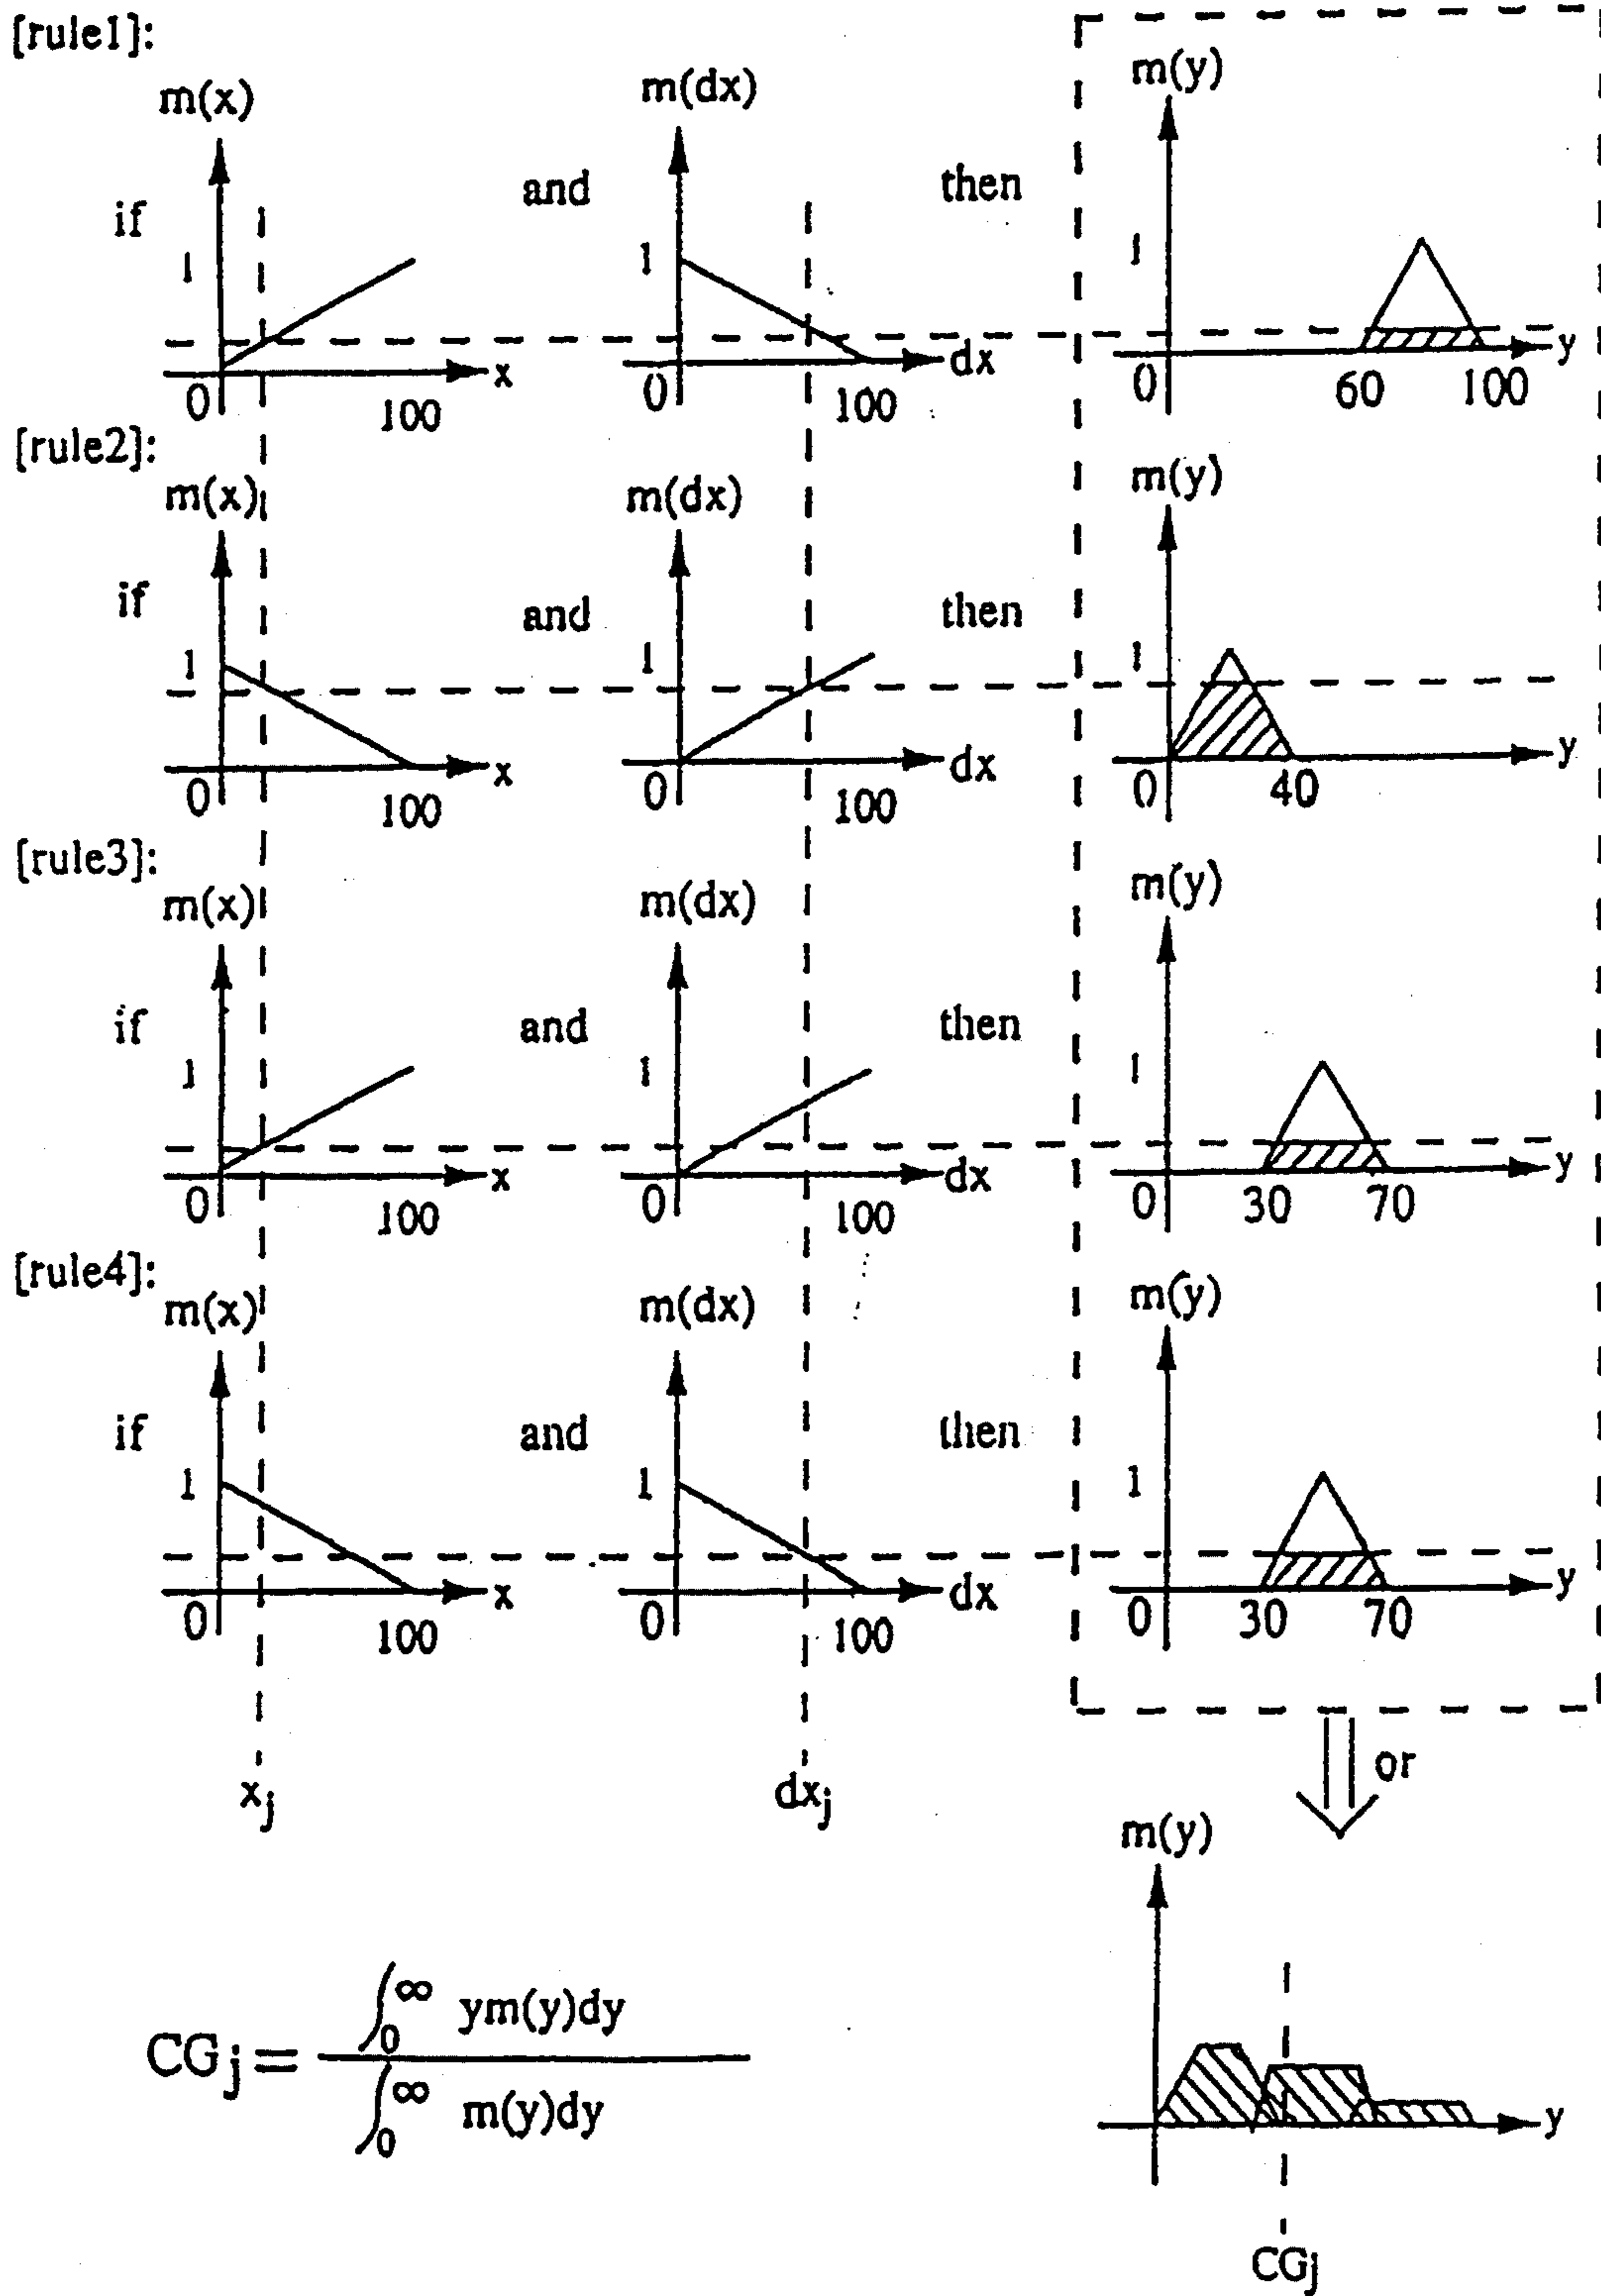 [rule1]:
m(x) m(dx) m(y)
if and then
1 1 1
x dx y
0 100 0 100 0 60 100
[rule2]:
m(x) m(dx) m(y)
if and then
1 1 1
x dx y
0 100 0 100 0 40
[rule3]:
m(x) m(dx) m(y)
if and then
1 1 1
x dx y
0 100 0 100 0 30 70
[rule4]:
m(x) m(dx) m(y)
if and then
1 1 1
x dx y
0 100 0 100 0 30 70
xj dxj
or
m(y)
CGj = ∫0∞ ym(y)dy
∫0∞ m(y)dy
y
CGj